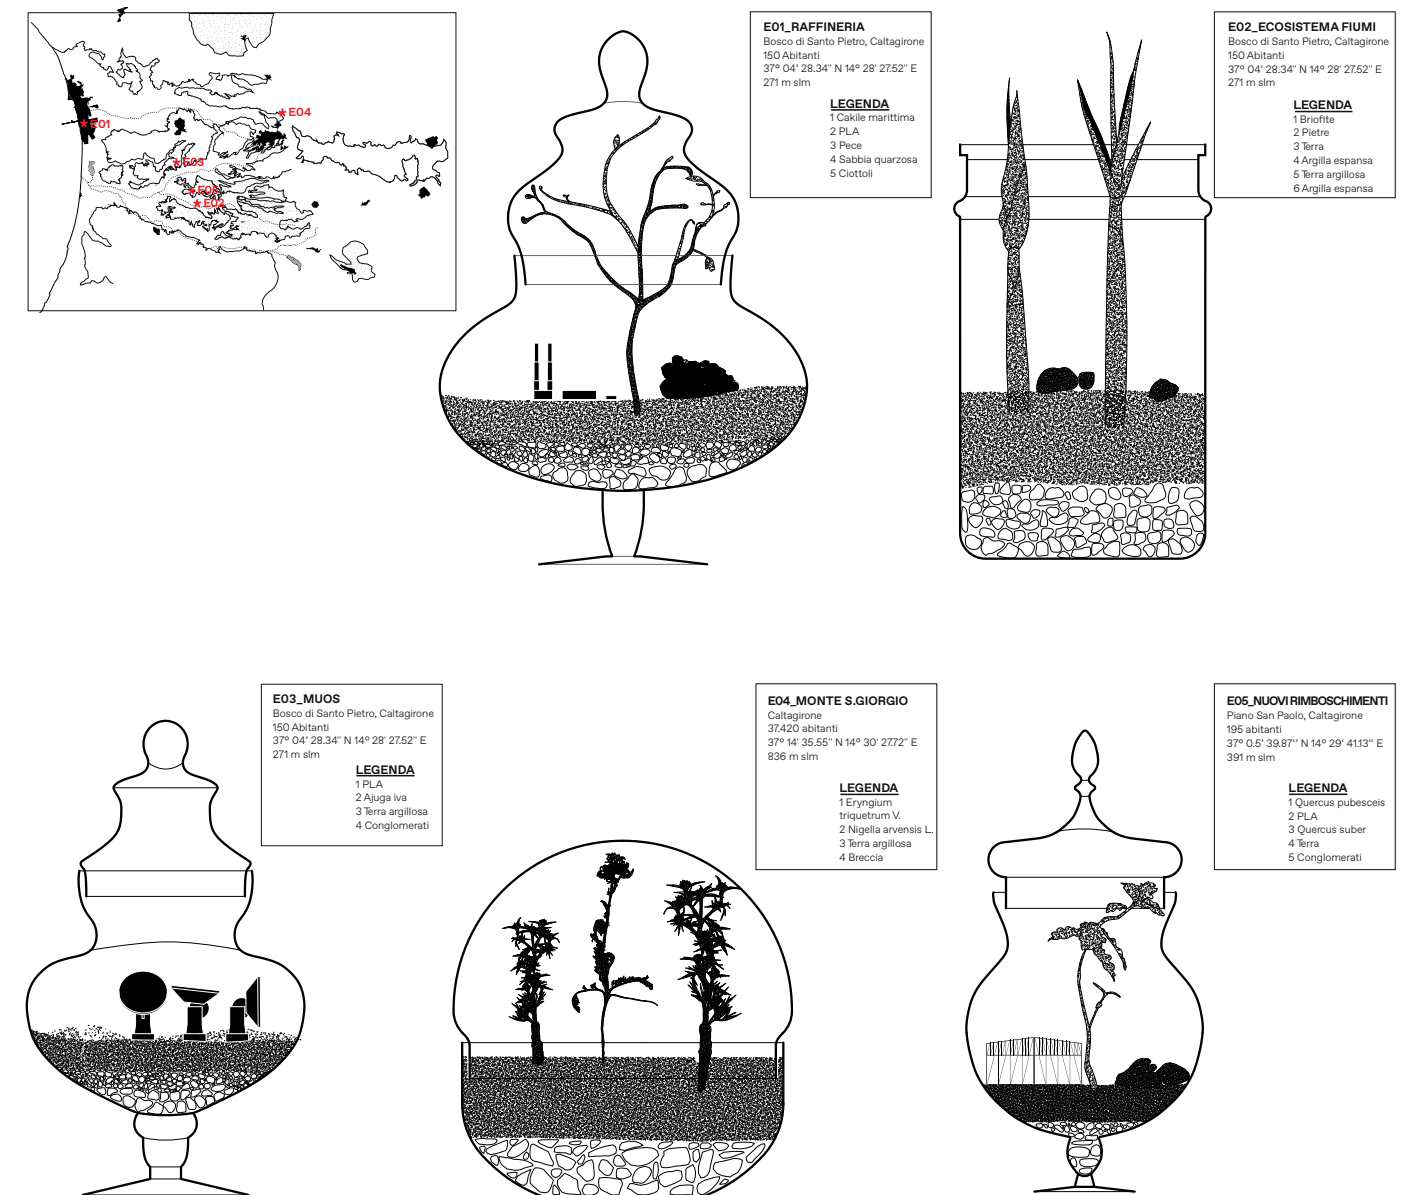 E04
E01
E03
E05
E02
E01_RAFFINERIA
Bosco di Santo Pietro, Caltagirone
150 Abitanti
37° 04' 28.34" N 14° 28' 27.52" E
271 m slm
LEGENDA
1 Cakile marittima
2 PLA
3 Pece
4 Sabbia quarzosa
5 Ciottoli
E02_ECOSISTEMA FIUMI
Bosco di Santo Pietro, Caltagirone
150 Abitanti
37° 04' 28.34" N 14° 28' 27.52" E
271 m slm
LEGENDA
1 Briofite
2 Pietre
3 Terra
4 Argilla espansa
5 Terra argillosa
6 Argilla espansa
E03_MUOS
Bosco di Santo Pietro, Caltagirone
150 Abitanti
37° 04' 28.34" N 14° 28' 27.52" E
271 m slm
LEGENDA
1 PLA
2 Ajuga iva
3 Terra argillosa
4 Conglomerati
E04_MONTE S.GIORGIO
Caltagirone
37.420 abitanti
37° 14' 35.55" N 14° 30' 27.72" E
836 m slm
LEGENDA
1 Eryngium
triquetrum V.
2 Nigella arvensis L.
3 Terra argillosa
4 Breccia
E05_NUOVI RIMBOSCHIMENTI
Piano San Paolo, Caltagirone
195 abitanti
37° 0.5' 39.87'' N 14° 29' 41.13'' E
391 m slm
LEGENDA
1 Quercus pubesceis
2 PLA
3 Quercus suber
4 Terra
5 Conglomerati